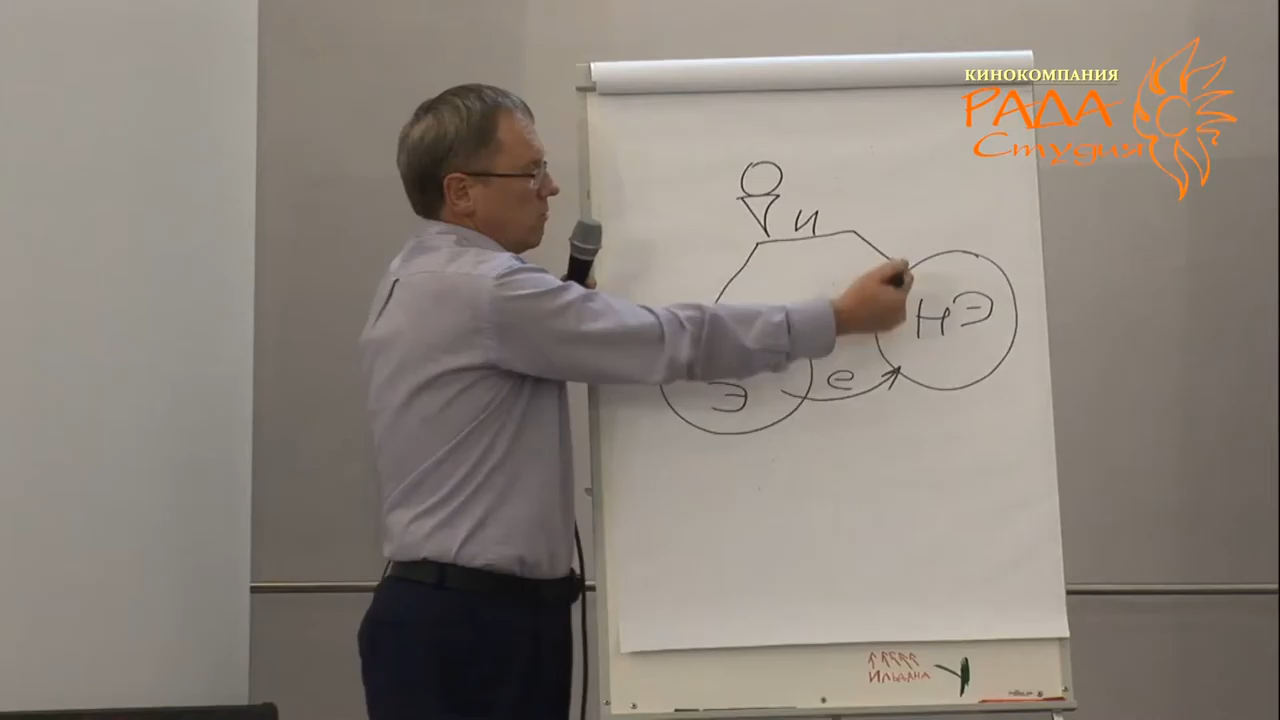 КИНОКОМПАНИЯ
РАДА
Студия
И
НЭ
е
Э
ИЛЬДАНА